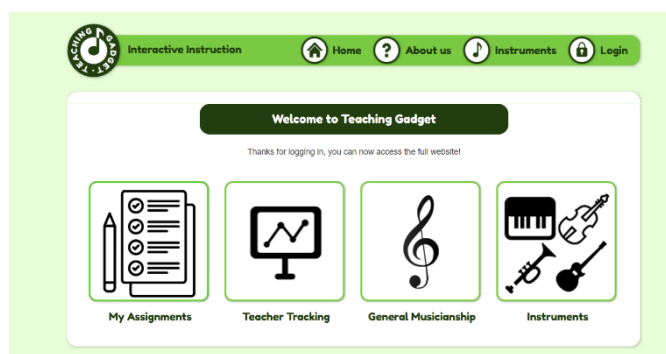 TEACHING GADGET
Interactive Instruction
Home
? About us
Instruments
Login
Welcome to Teaching Gadget
Thanks for logging in, you can now access the full website!
My Assignments
Teacher Tracking
General Musicianship
Instruments